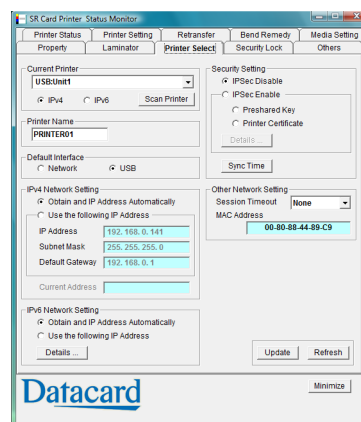 SR Card Printer Status Monitor
Printer Status Printer Setting Retransfer Bend Remedy Media Setting
Property Laminator Printer Select Security Lock Others
Current Printer
USB:Unit1
IPv4 IPv6 Scan Printer
Printer Name
PRINTER01
Default Interface
Network USB
IPv4 Network Setting
Obtain and IP Address Automatically
Use the following IP Address
IP Address 192.168.0.141
Subnet Mask 255.255.255.0
Default Gateway 192.168.0.1
Current Address
IPv6 Network Setting
Obtain and IP Address Automatically
Use the following IP Address
Details ...
Security Setting
IPSec Disable
IPSec Enable
Preshared Key
Printer Certificate
Details ...
Sync Time
Other Network Setting
Session Timeout None
MAC Address
00-80-88-44-89-C9
Update Refresh
Datacard
Minimize